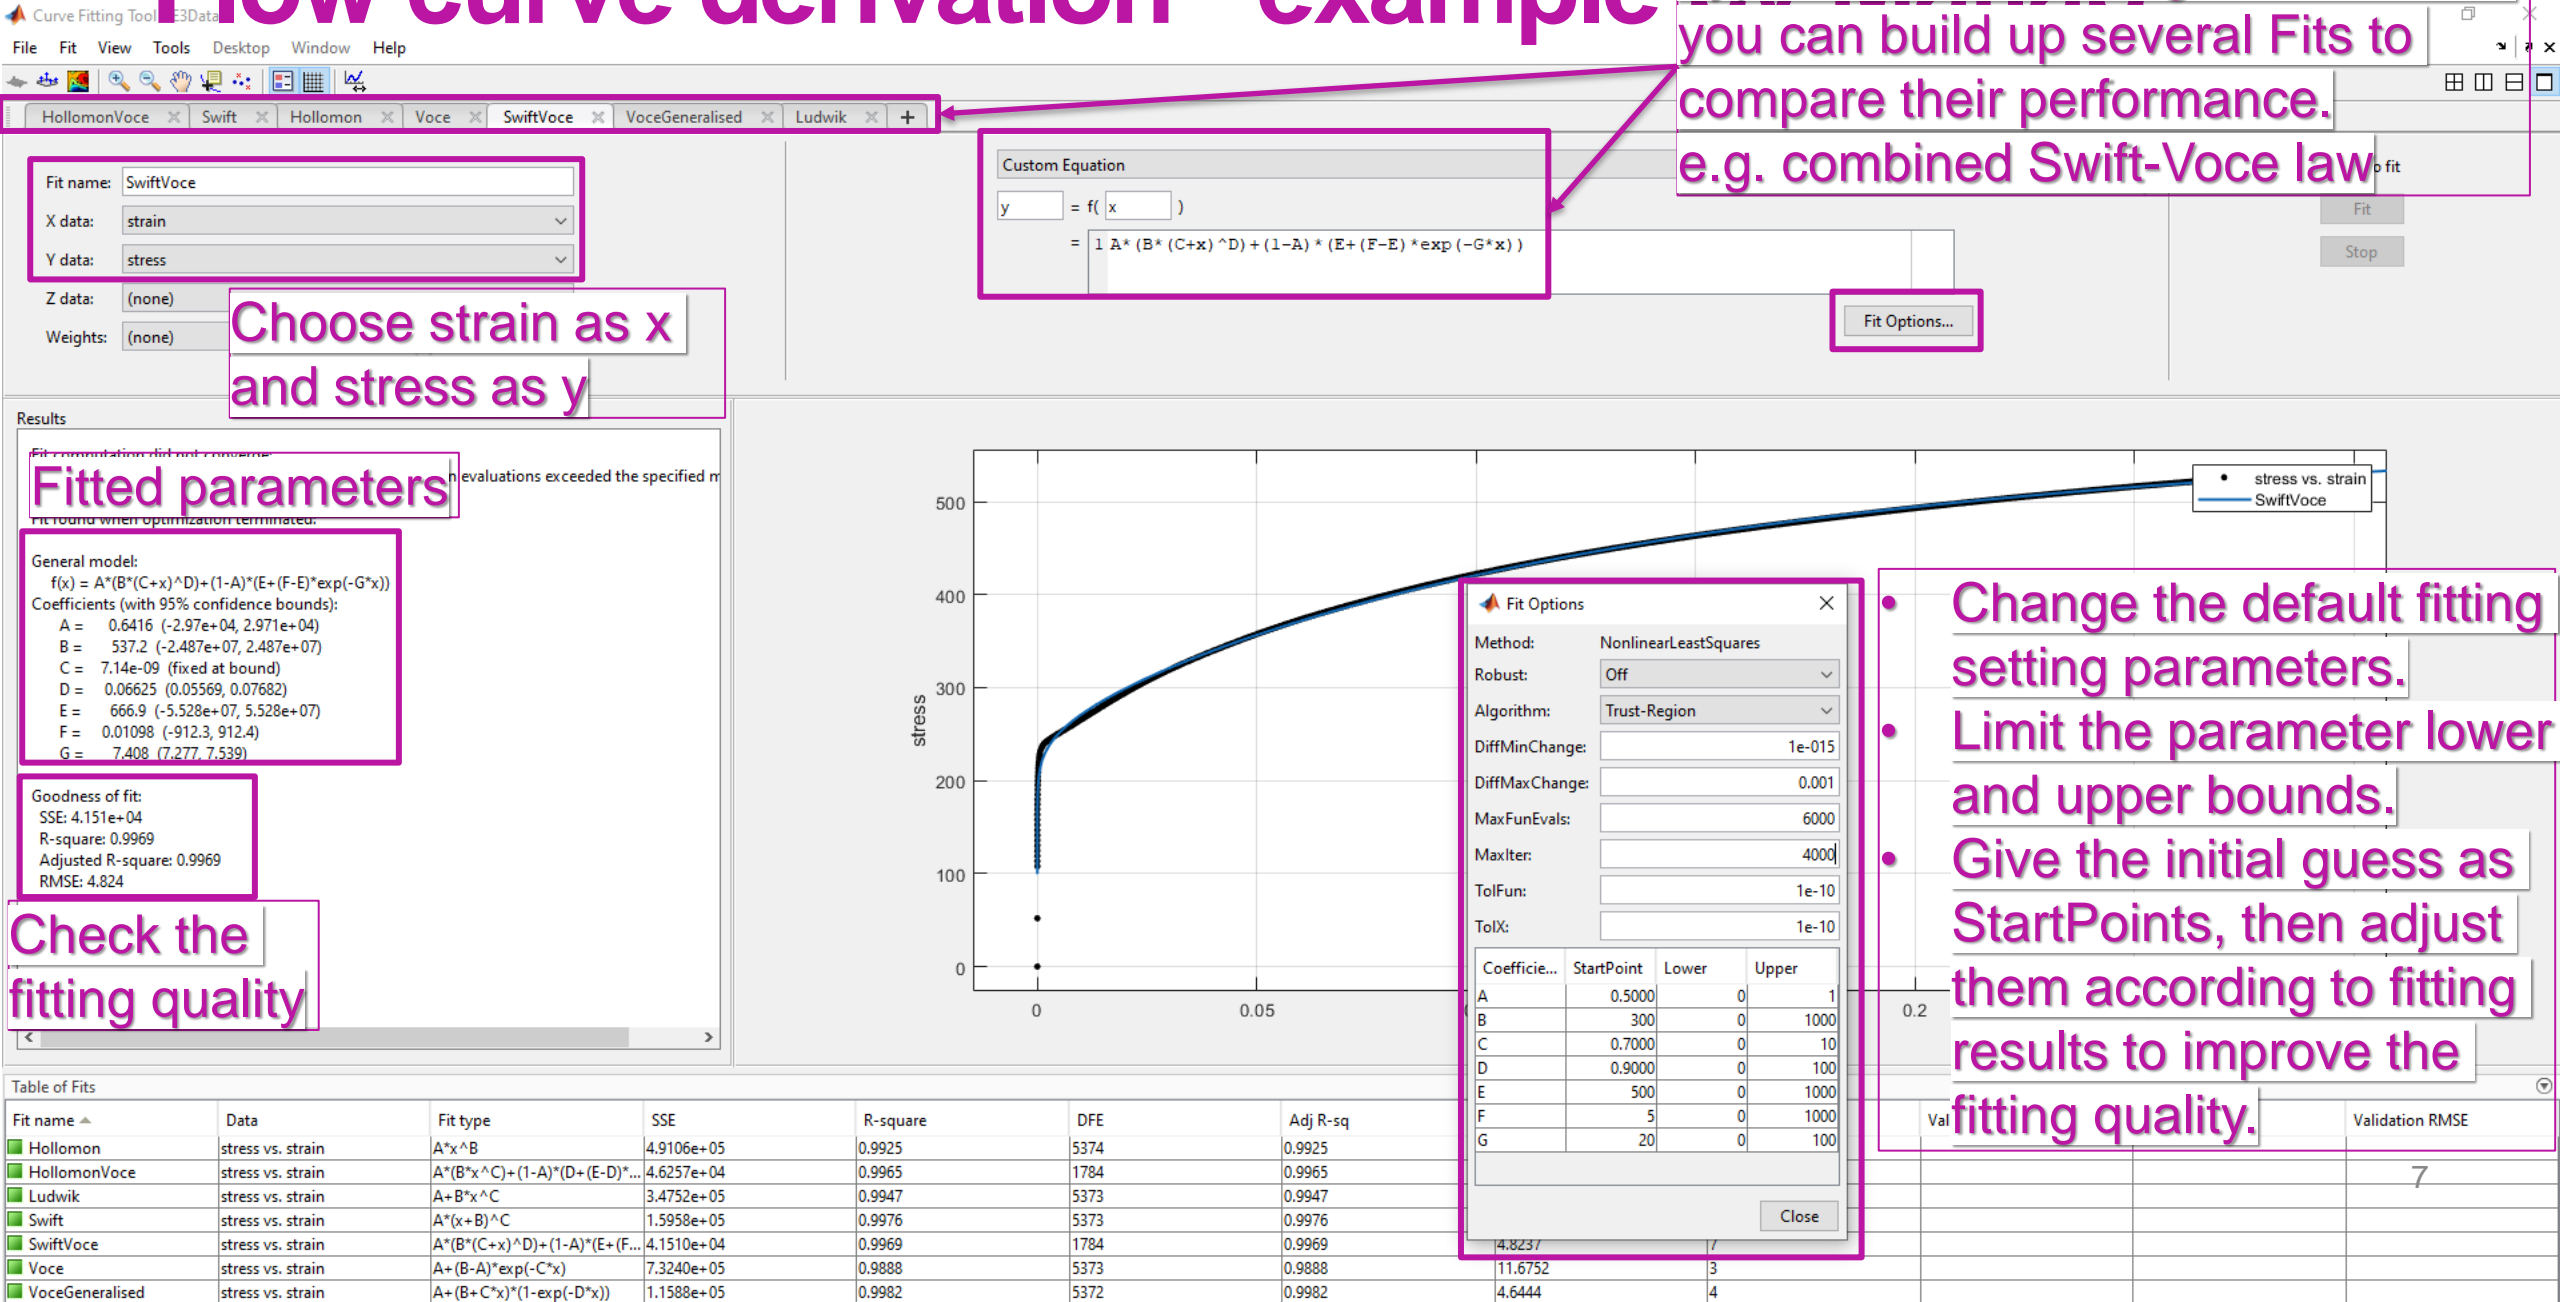 Flow curve derivation - example
Curve Fitting Tool
File Fit View Tools Desktop Window Help
you can build up several Fits to
compare their performance.
e.g. combined Swift-Voce law
HollomonVoce Swift Hollomon Voce SwiftVoce VoceGeneralised Ludwik +
Fit name: SwiftVoce
X data: strain
Y data: stress
Z data: (none)
Weights: (none)
Choose strain as x
and stress as y
Custom Equation
y = f( x )
= 1 A*(B*(C+x)^D)+(1-A)*(E+(F-E)*exp(-G*x))
Fit Options...
fit
Fit
Stop
Results
Fit computation did not converge:
Fitted parameters
evaluations exceeded the specified m
Fit found when optimization terminated:
General model:
f(x) = A*(B*(C+x)^D)+(1-A)*(E+(F-E)*exp(-G*x))
Coefficients (with 95% confidence bounds):
A = 0.6416 (-2.97e+04, 2.971e+04)
B = 537.2 (-2.487e+07, 2.487e+07)
C = 7.14e-09 (fixed at bound)
D = 0.06625 (0.05569, 0.07682)
E = 666.9 (-5.528e+07, 5.528e+07)
F = 0.01098 (-912.3, 912.4)
G = 7.408 (7.277, 7.539)
Goodness of fit:
SSE: 4.151e+04
R-square: 0.9969
Adjusted R-square: 0.9969
RMSE: 4.824
Check the
fitting quality
stress
500
400
300
200
100
0
0 0.05 0.2
stress vs. strain
SwiftVoce
Fit Options
Method: NonlinearLeastSquares
Robust: Off
Algorithm: Trust-Region
DiffMinChange: 1e-015
DiffMaxChange: 0.001
MaxFunEvals: 6000
MaxIter: 4000
TolFun: 1e-10
TolX: 1e-10
Coefficie... StartPoint Lower Upper
A 0.5000 0 1
B 300 0 1000
C 0.7000 0 10
D 0.9000 0 100
E 500 0 1000
F 5 0 1000
G 20 0 100
Close
• Change the default fitting
setting parameters.
• Limit the parameter lower
and upper bounds.
• Give the initial guess as
StartPoints, then adjust
them according to fitting
results to improve the
fitting quality.
Table of Fits
Fit name Data Fit type SSE R-square DFE Adj R-sq Val Validation RMSE
Hollomon stress vs. strain A*x^B 4.9106e+05 0.9925 5374 0.9925
HollomonVoce stress vs. strain A*(B*x^C)+(1-A)*(D+(E-D)*... 4.6257e+04 0.9965 1784 0.9965
Ludwik stress vs. strain A+B*x^C 3.4752e+05 0.9947 5373 0.9947
Swift stress vs. strain A*(x+B)^C 1.5958e+05 0.9976 5373 0.9976
SwiftVoce stress vs. strain A*(B*(C+x)^D)+(1-A)*(E+(F... 4.1510e+04 0.9969 1784 0.9969 4.8237 7
Voce stress vs. strain A+(B-A)*exp(-C*x) 7.3240e+05 0.9888 5373 0.9888 11.6752 3
VoceGeneralised stress vs. strain A+(B+C*x)*(1-exp(-D*x)) 1.1588e+05 0.9982 5372 0.9982 4.6444 4
7